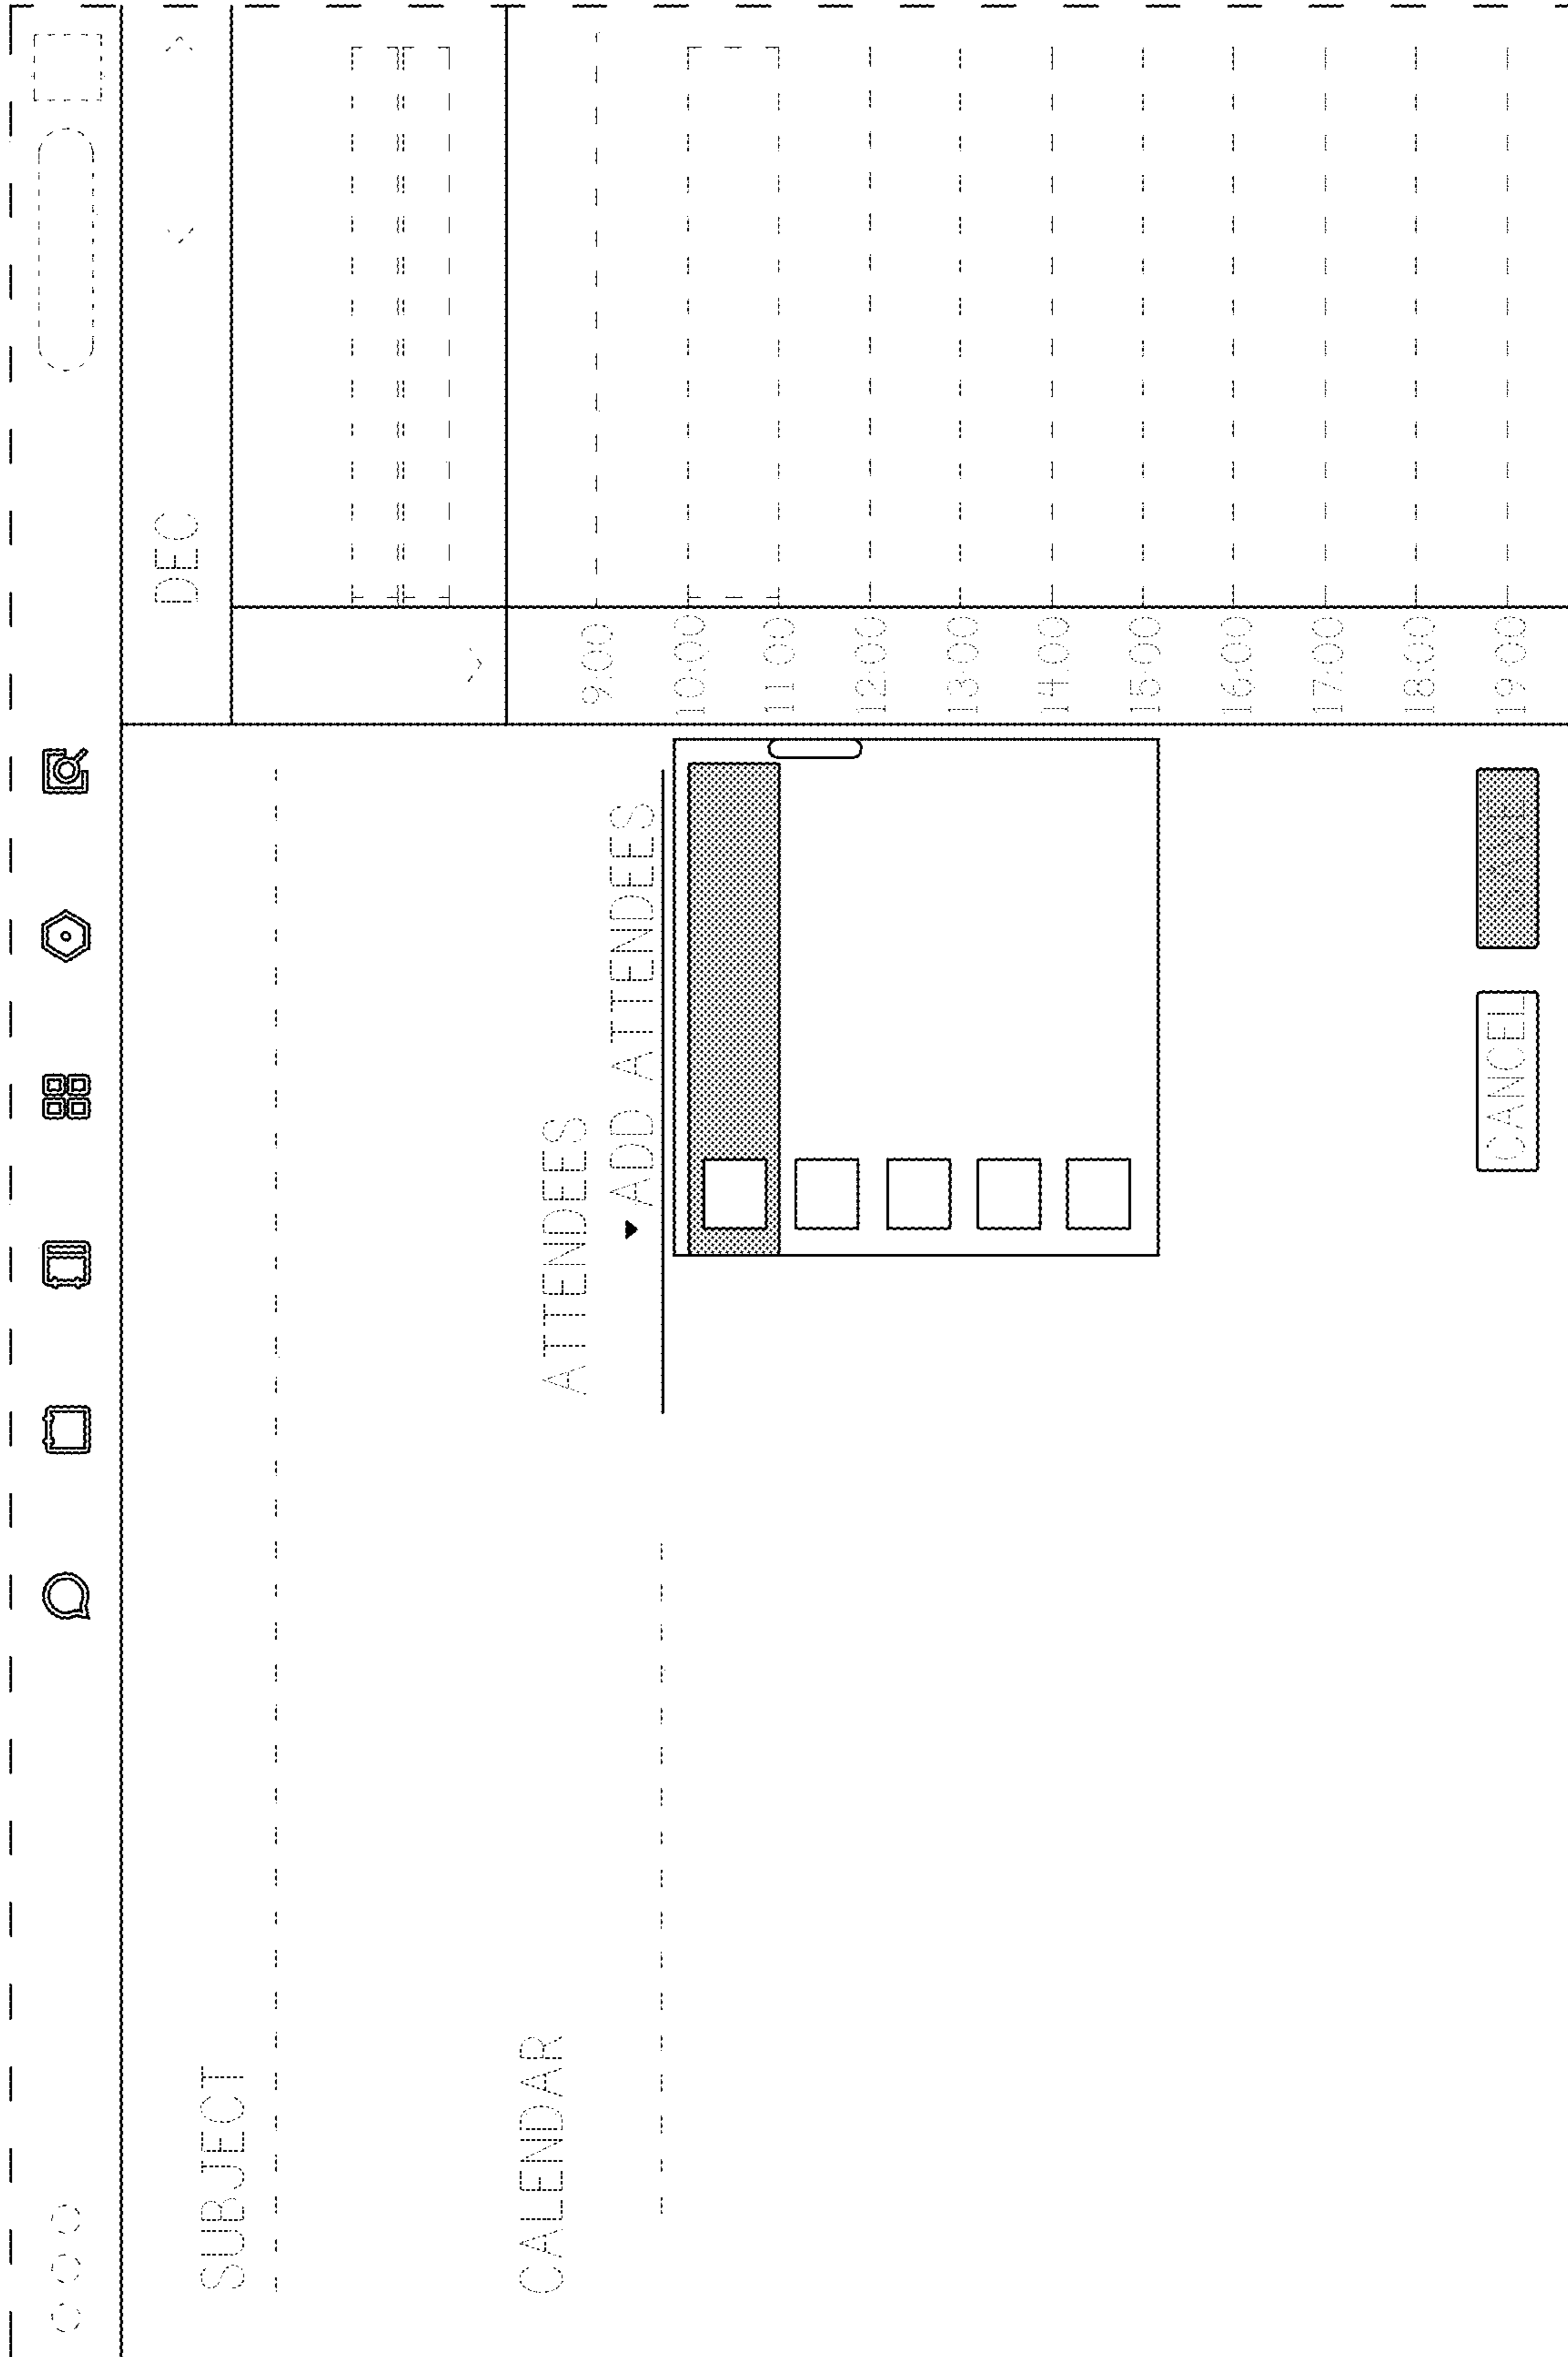 DEC
SUBJECT
CALENDAR
ATTENDEES
ADD ATTENDEES
9:00
10:00
11:00
12:00
13:00
14:00
15:00
16:00
17:00
18:00
19:00
CANCEL